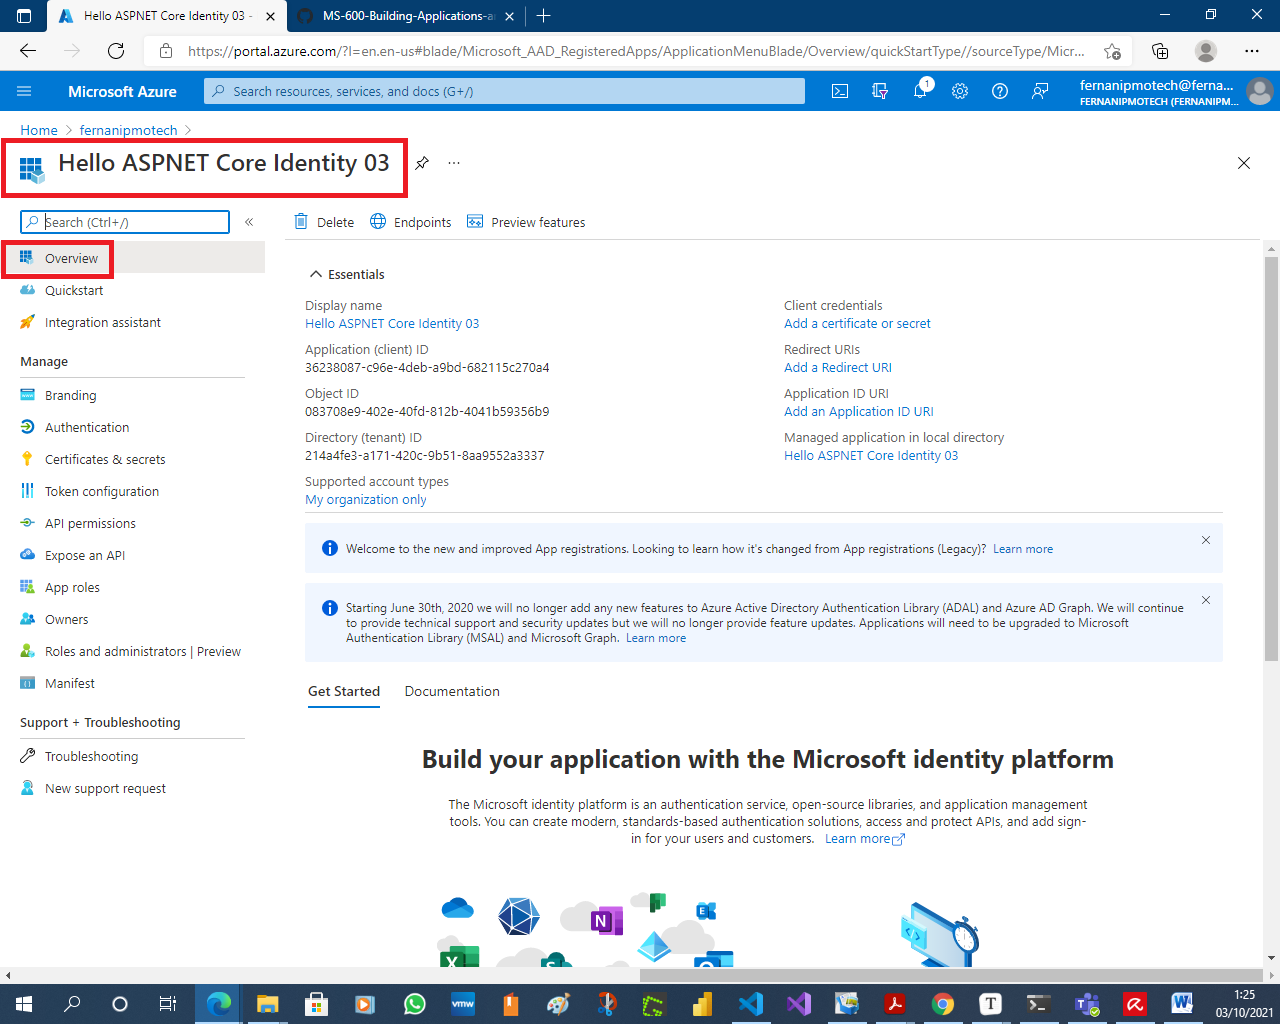 Hello ASPNET Core Identity 03 -
MS-600-Building-Applications-a
https://portal.azure.com/?l=en.en-us#blade/Microsoft_AAD_RegisteredApps/ApplicationMenuBlade/Overview/quickStartType//sourceType/Micr...
Microsoft Azure
Search resources, services, and docs (G+/)
1
fernanipmotech@ferna...
FERNANIPMOTECH (FERNANIPM...
Home > fernanipmotech >
Hello ASPNET Core Identity 03
...
Search (Ctrl+/)
«
Delete
Endpoints
Preview features
Overview
Quickstart
Integration assistant
Manage
Branding
Authentication
Certificates & secrets
Token configuration
API permissions
Expose an API
App roles
Owners
Roles and administrators | Preview
Manifest
Support + Troubleshooting
Troubleshooting
New support request
Essentials
Display name
Hello ASPNET Core Identity 03
Application (client) ID
36238087-c96e-4deb-a9bd-682115c270a4
Object ID
083708e9-402e-40fd-812b-4041b59356b9
Directory (tenant) ID
214a4fe3-a171-420c-9b51-8aa9552a3337
Supported account types
My organization only
Client credentials
Add a certificate or secret
Redirect URIs
Add a Redirect URI
Application ID URI
Add an Application ID URI
Managed application in local directory
Hello ASPNET Core Identity 03
Welcome to the new and improved App registrations. Looking to learn how it's changed from App registrations (Legacy)? Learn more
Starting June 30th, 2020 we will no longer add any new features to Azure Active Directory Authentication Library (ADAL) and Azure AD Graph. We will continue
to provide technical support and security updates but we will no longer provide feature updates. Applications will need to be upgraded to Microsoft
Authentication Library (MSAL) and Microsoft Graph. Learn more
Get Started
Documentation
Build your application with the Microsoft identity platform
The Microsoft identity platform is an authentication service, open-source libraries, and application management
tools. You can create modern, standards-based authentication solutions, access and protect APIs, and add sign-
in for your users and customers. Learn more
N
E
X
S
vmw
T
W
1:25
03/10/2021